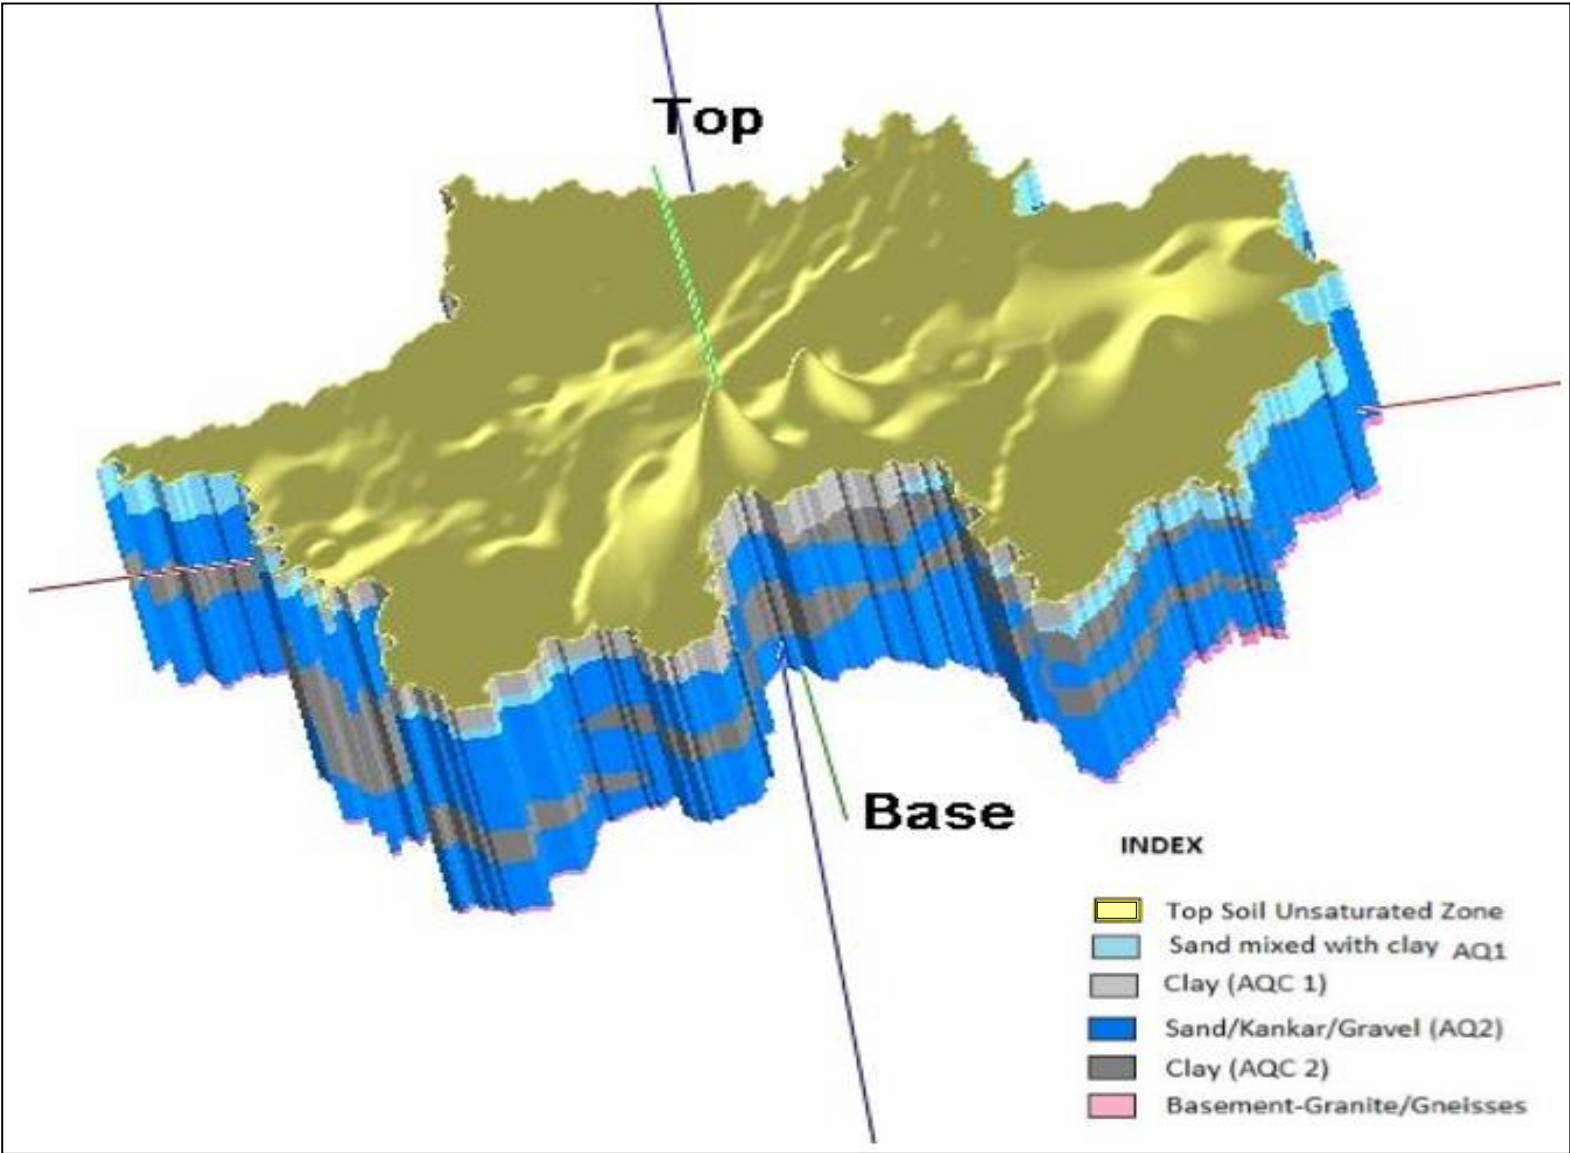 Top
Base
INDEX
Top Soil Unsaturated Zone
Sand mixed with clay AQ1
Clay (AQC 1)
Sand/Kankar/Gravel (AQ2)
Clay (AQC 2)
Basement-Granite/Gneisses